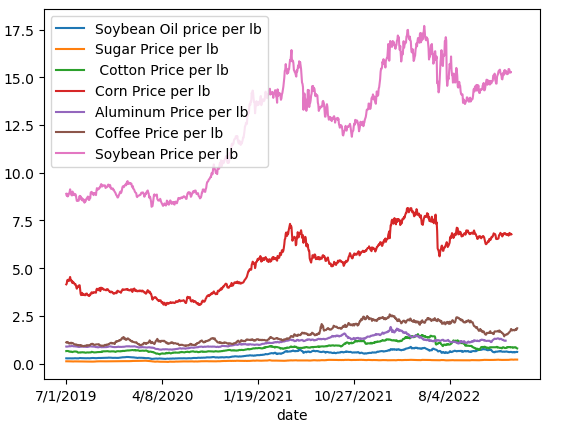 17.5
15.0
12.5
10.0
7.5
5.0
2.5
0.0
Soybean Oil price per lb
Sugar Price per lb
Cotton Price per lb
Corn Price per lb
Aluminum Price per lb
Coffee Price per lb
Soybean Price per lb
7/1/2019 4/8/2020 1/19/2021 10/27/2021 8/4/2022
date